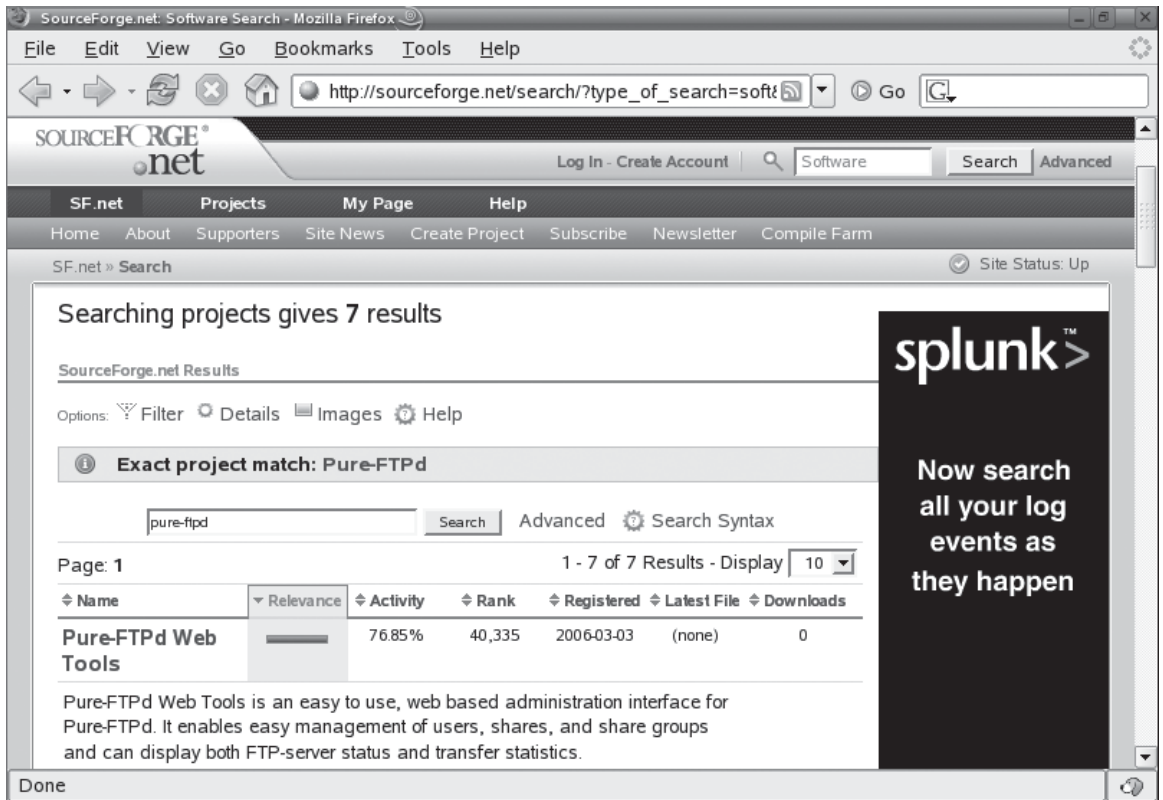 SourceForge.net: Software Search - Mozilla Firefox
File Edit View Go Bookmarks Tools Help
http://sourceforge.net/search/?type_of_search=soft Go G
SOURCEFORGE®
.net
Log In - Create Account Software Search Advanced
SF.net Projects My Page Help
Home About Supporters Site News Create Project Subscribe Newsletter Compile Farm
SF.net » Search Site Status: Up
Searching projects gives 7 results
SourceForge.net Results
Options: Filter Details Images Help
Exact project match: Pure-FTPd
pure-ftpd Search Advanced Search Syntax
Page: 1 1 - 7 of 7 Results - Display 10
Name Relevance Activity Rank Registered Latest File Downloads
Pure-FTPd Web Tools 76.85% 40,335 2006-03-03 (none) 0
Pure-FTPd Web Tools is an easy to use, web based administration interface for
Pure-FTPd. It enables easy management of users, shares, and share groups
and can display both FTP-server status and transfer statistics.
splunk>™
Now search
all your log
events as
they happen
Done